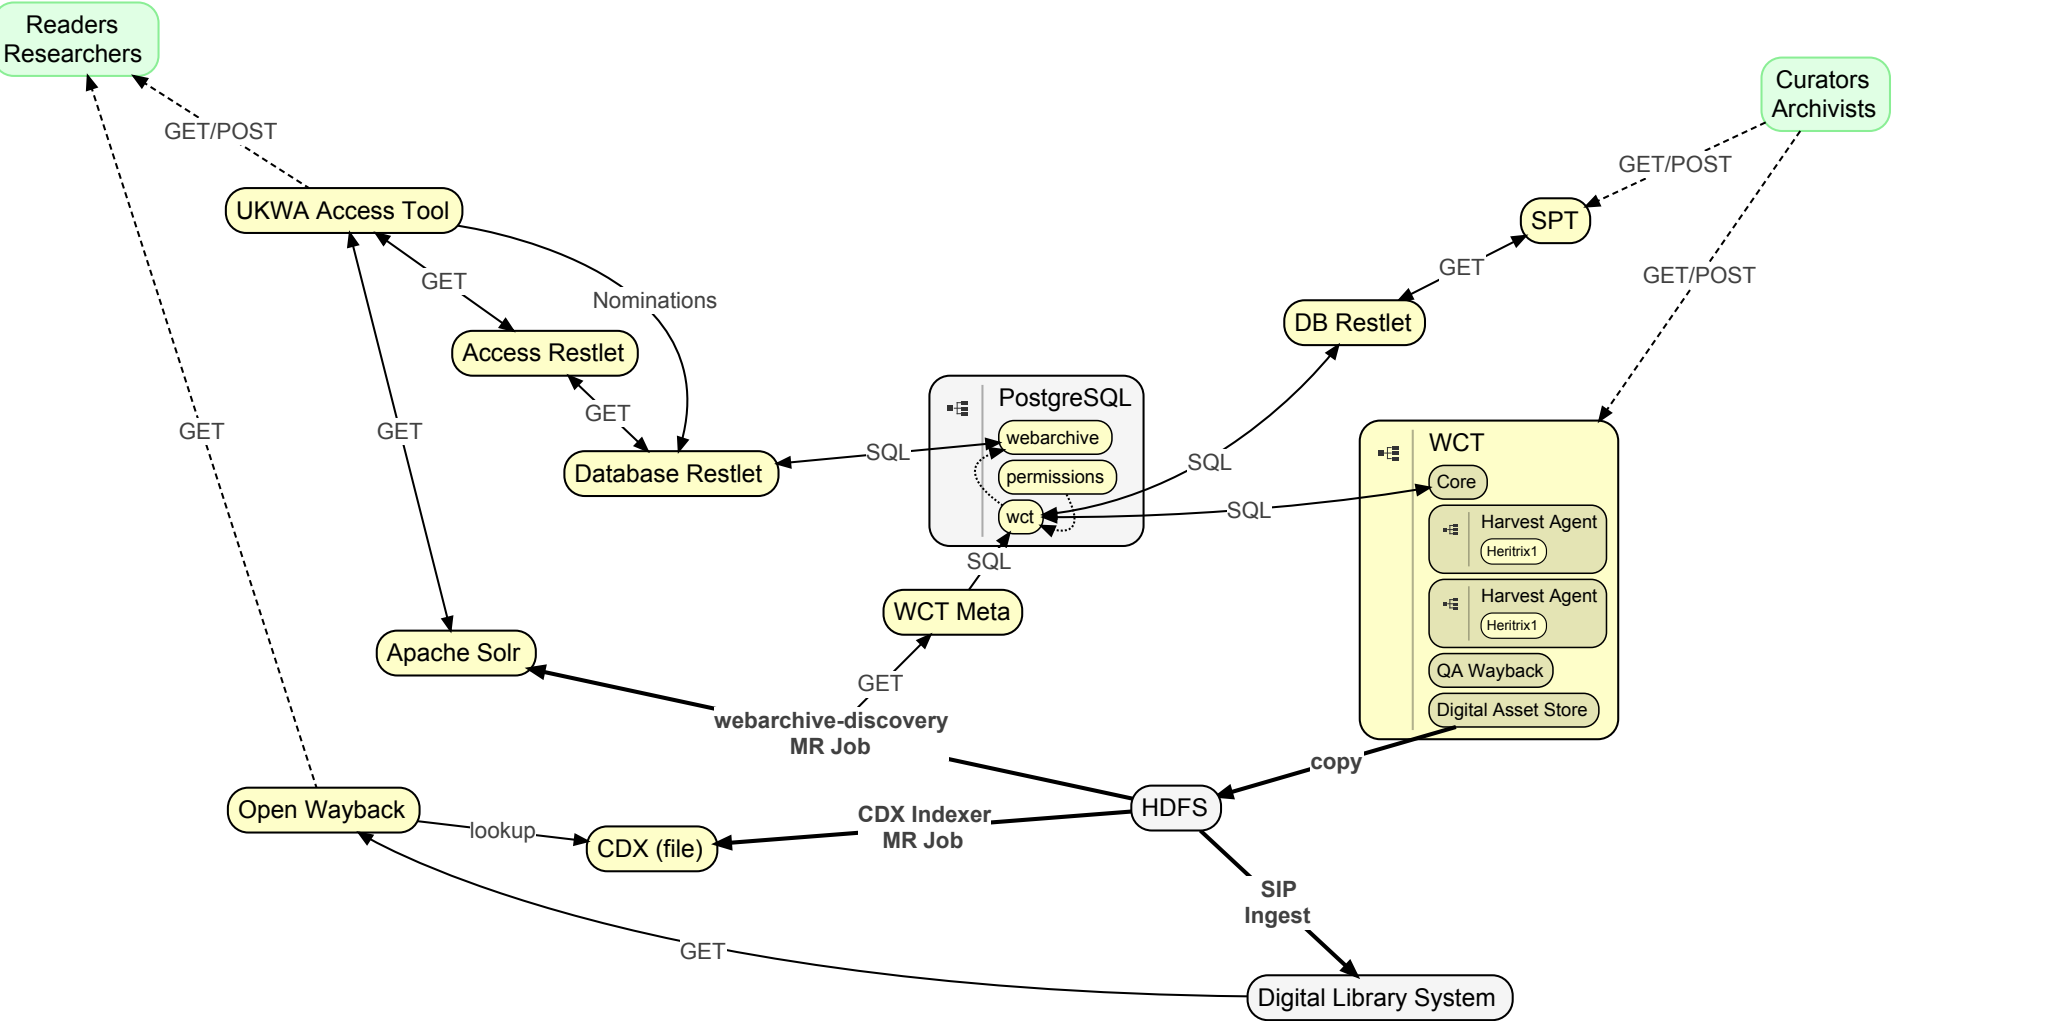 Readers
Researchers
Curators
Archivists
GET/POST
GET/POST
UKWA Access Tool
SPT
GET
GET
GET/POST
Nominations
DB Restlet
Access Restlet
PostgreSQL
GET
GET
GET
webarchive
WCT
SQL
SQL
Database Restlet
permissions
Core
wct
SQL
Harvest Agent
Heritrix1
SQL
WCT Meta
Harvest Agent
Heritrix1
Apache Solr
QA Wayback
GET
Digital Asset Store
webarchive-discovery
MR Job
copy
Open Wayback
HDFS
CDX Indexer
MR Job
lookup
CDX (file)
SIP
Ingest
GET
Digital Library System